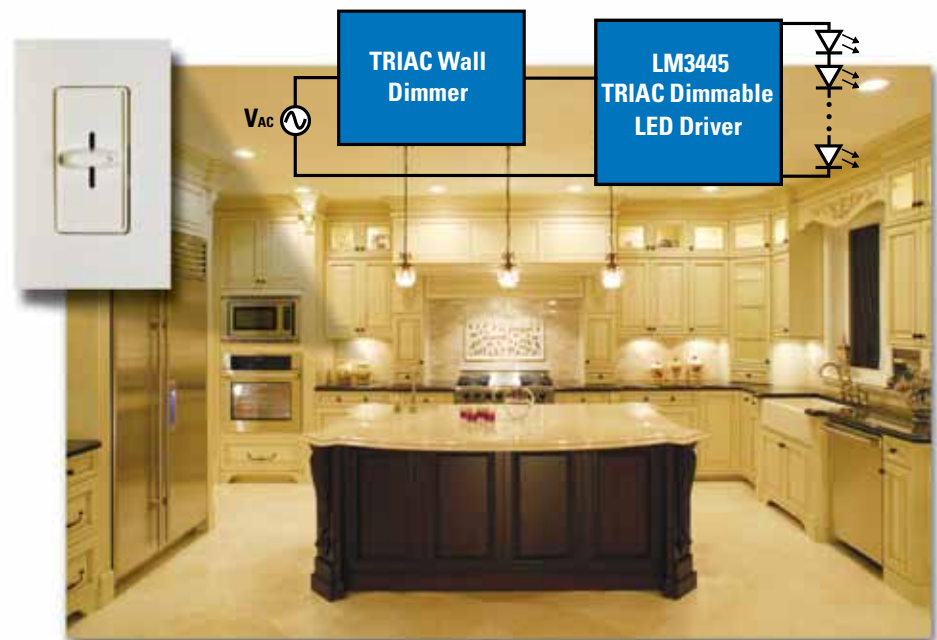 TRIAC Wall
Dimmer
LM3445
TRIAC Dimmable
LED Driver
VAC